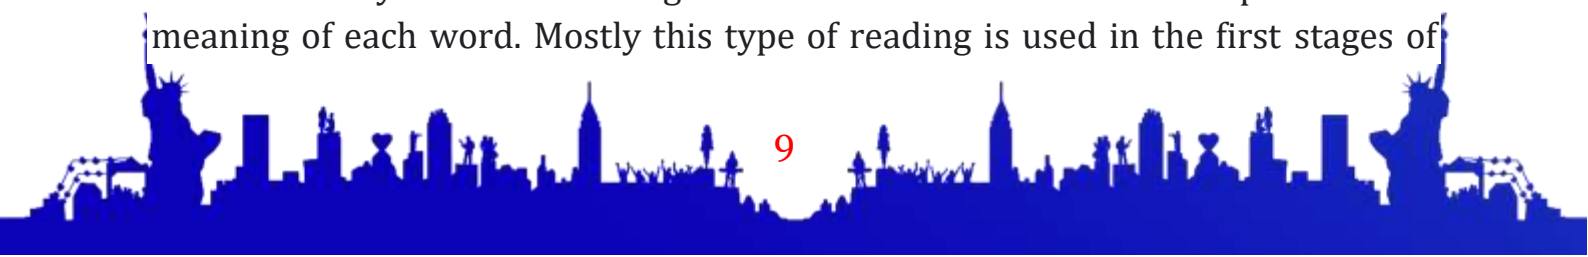 meaning of each word. Mostly this type of reading is used in the first stages of
9